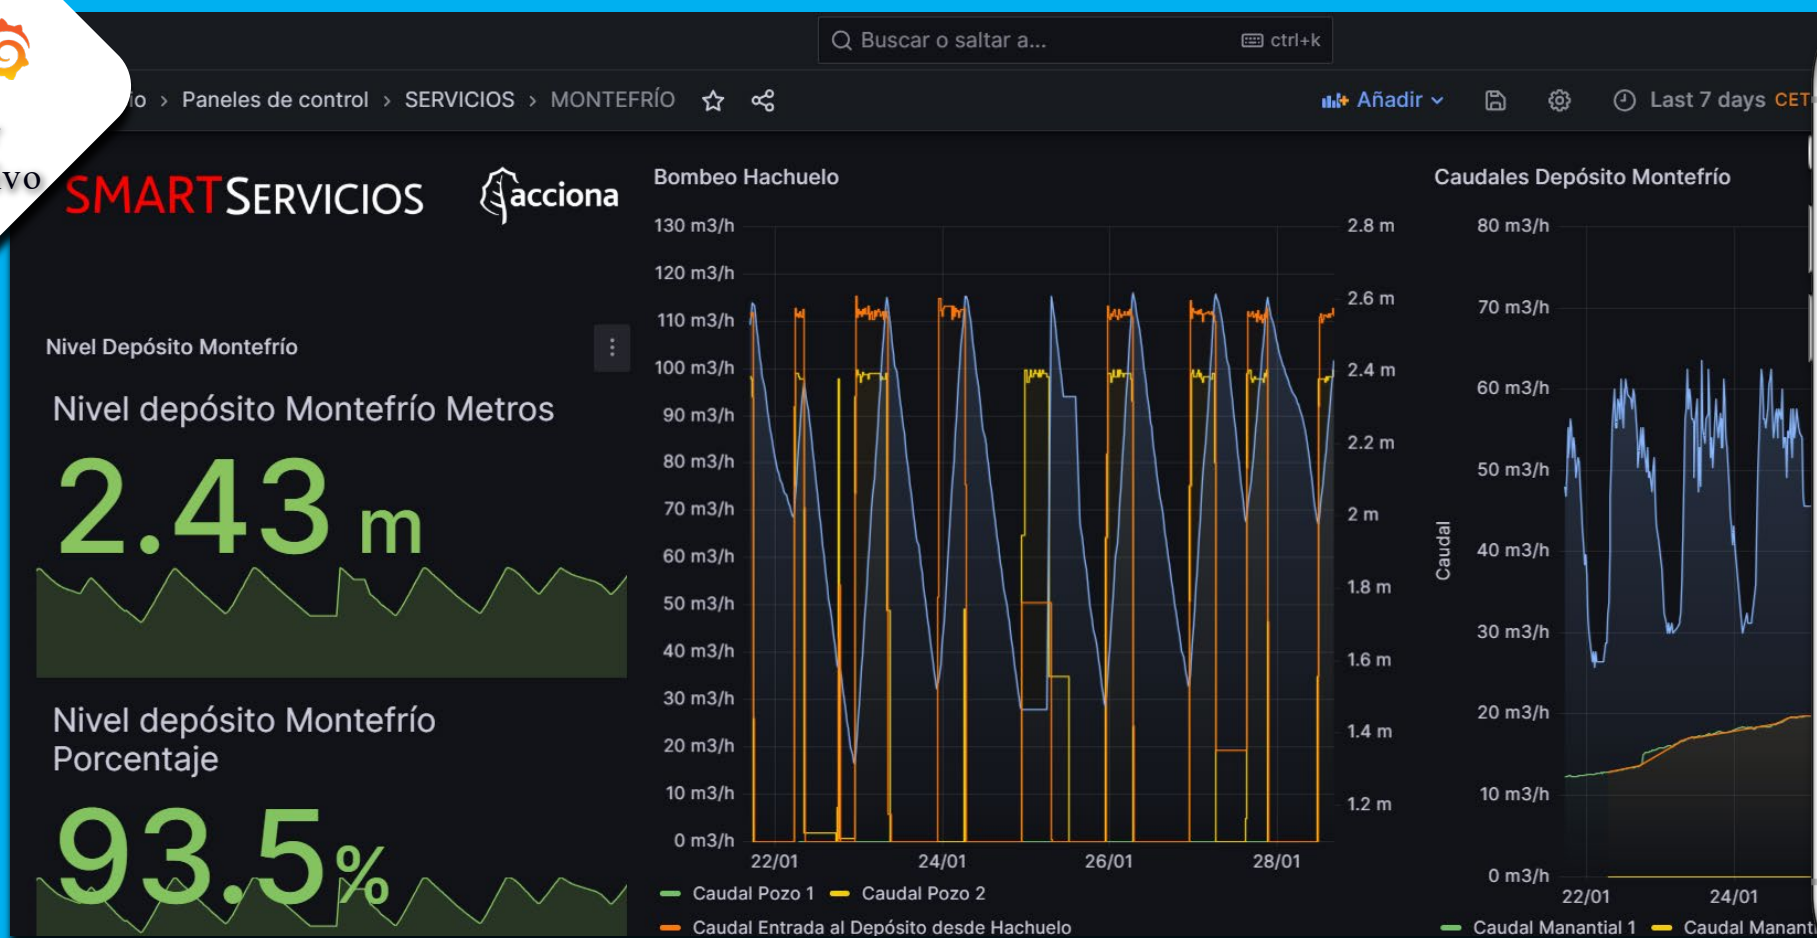 Buscar o saltar a...
ctrl+k
Paneles de control > SERVICIOS > MONTEFRÍO
Añadir
Last 7 days CET
SMARTSERVICIOS
acciona
Nivel Depósito Montefrío
Nivel depósito Montefrío Metros
2.43 m
Nivel depósito Montefrío
Porcentaje
93.5%
Bombeo Hachuelo
130 m3/h
120 m3/h
110 m3/h
100 m3/h
90 m3/h
80 m3/h
70 m3/h
60 m3/h
50 m3/h
40 m3/h
30 m3/h
20 m3/h
10 m3/h
0 m3/h
2.8 m
2.6 m
2.4 m
2.2 m
2 m
1.8 m
1.6 m
1.4 m
1.2 m
22/01 24/01 26/01 28/01
Caudal Pozo 1 Caudal Pozo 2
Caudal Entrada al Depósito desde Hachuelo
Caudales Depósito Montefrío
Caudal
80 m3/h
70 m3/h
60 m3/h
50 m3/h
40 m3/h
30 m3/h
20 m3/h
10 m3/h
0 m3/h
22/01 24/01
Caudal Manantial 1 Caudal Manant